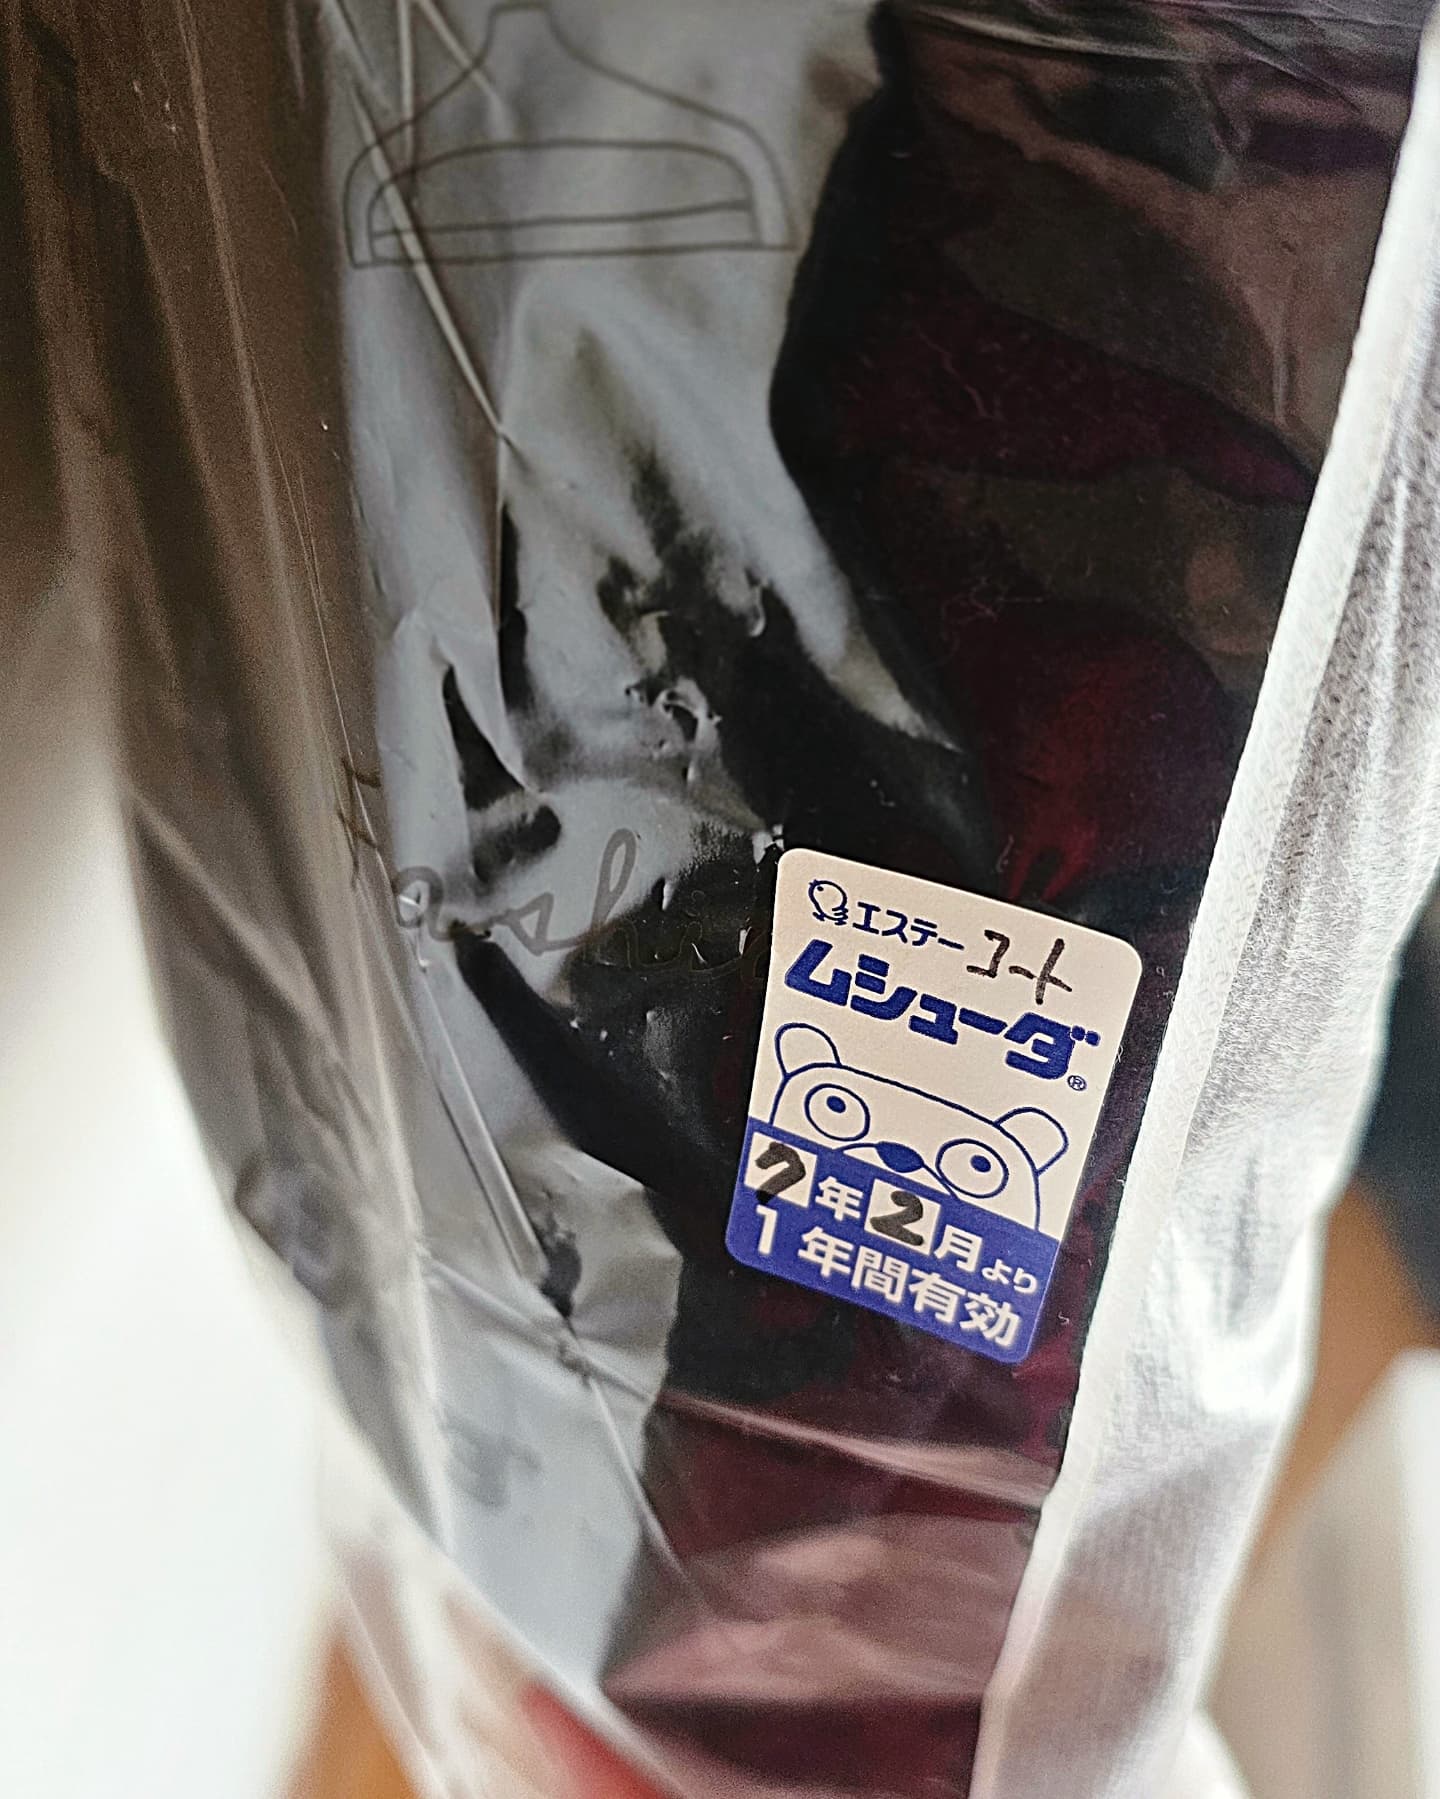 エステー コート
ムシューダ®
7年2月より
1年間有効